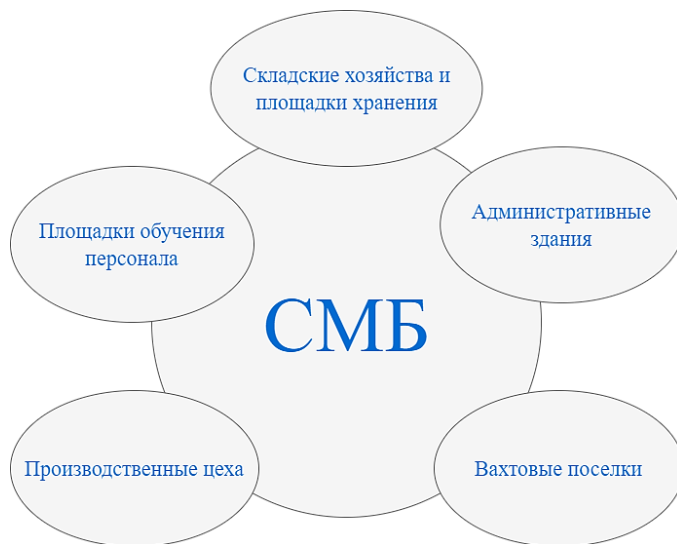 Складские хозяйства и
площадки хранения
Площадки обучения
персонала
Административные
здания
СМБ
Производственные цеха
Вахтовые поселки